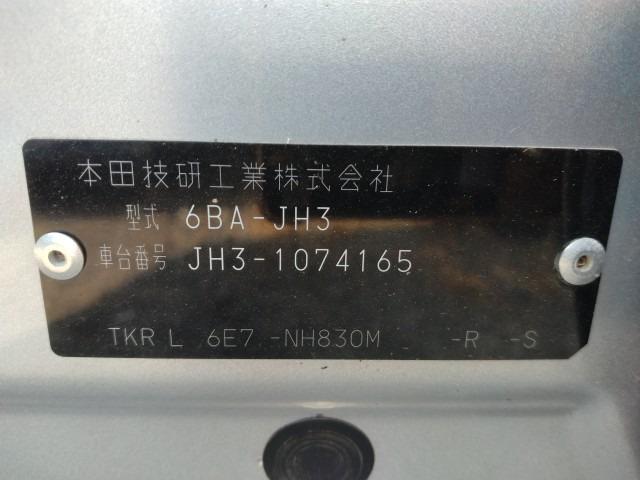 本田技研工業株式会社
型式 6BA-JH3
車台番号 JH3-1074165
TKR L 6E7 -NH830M -R -S